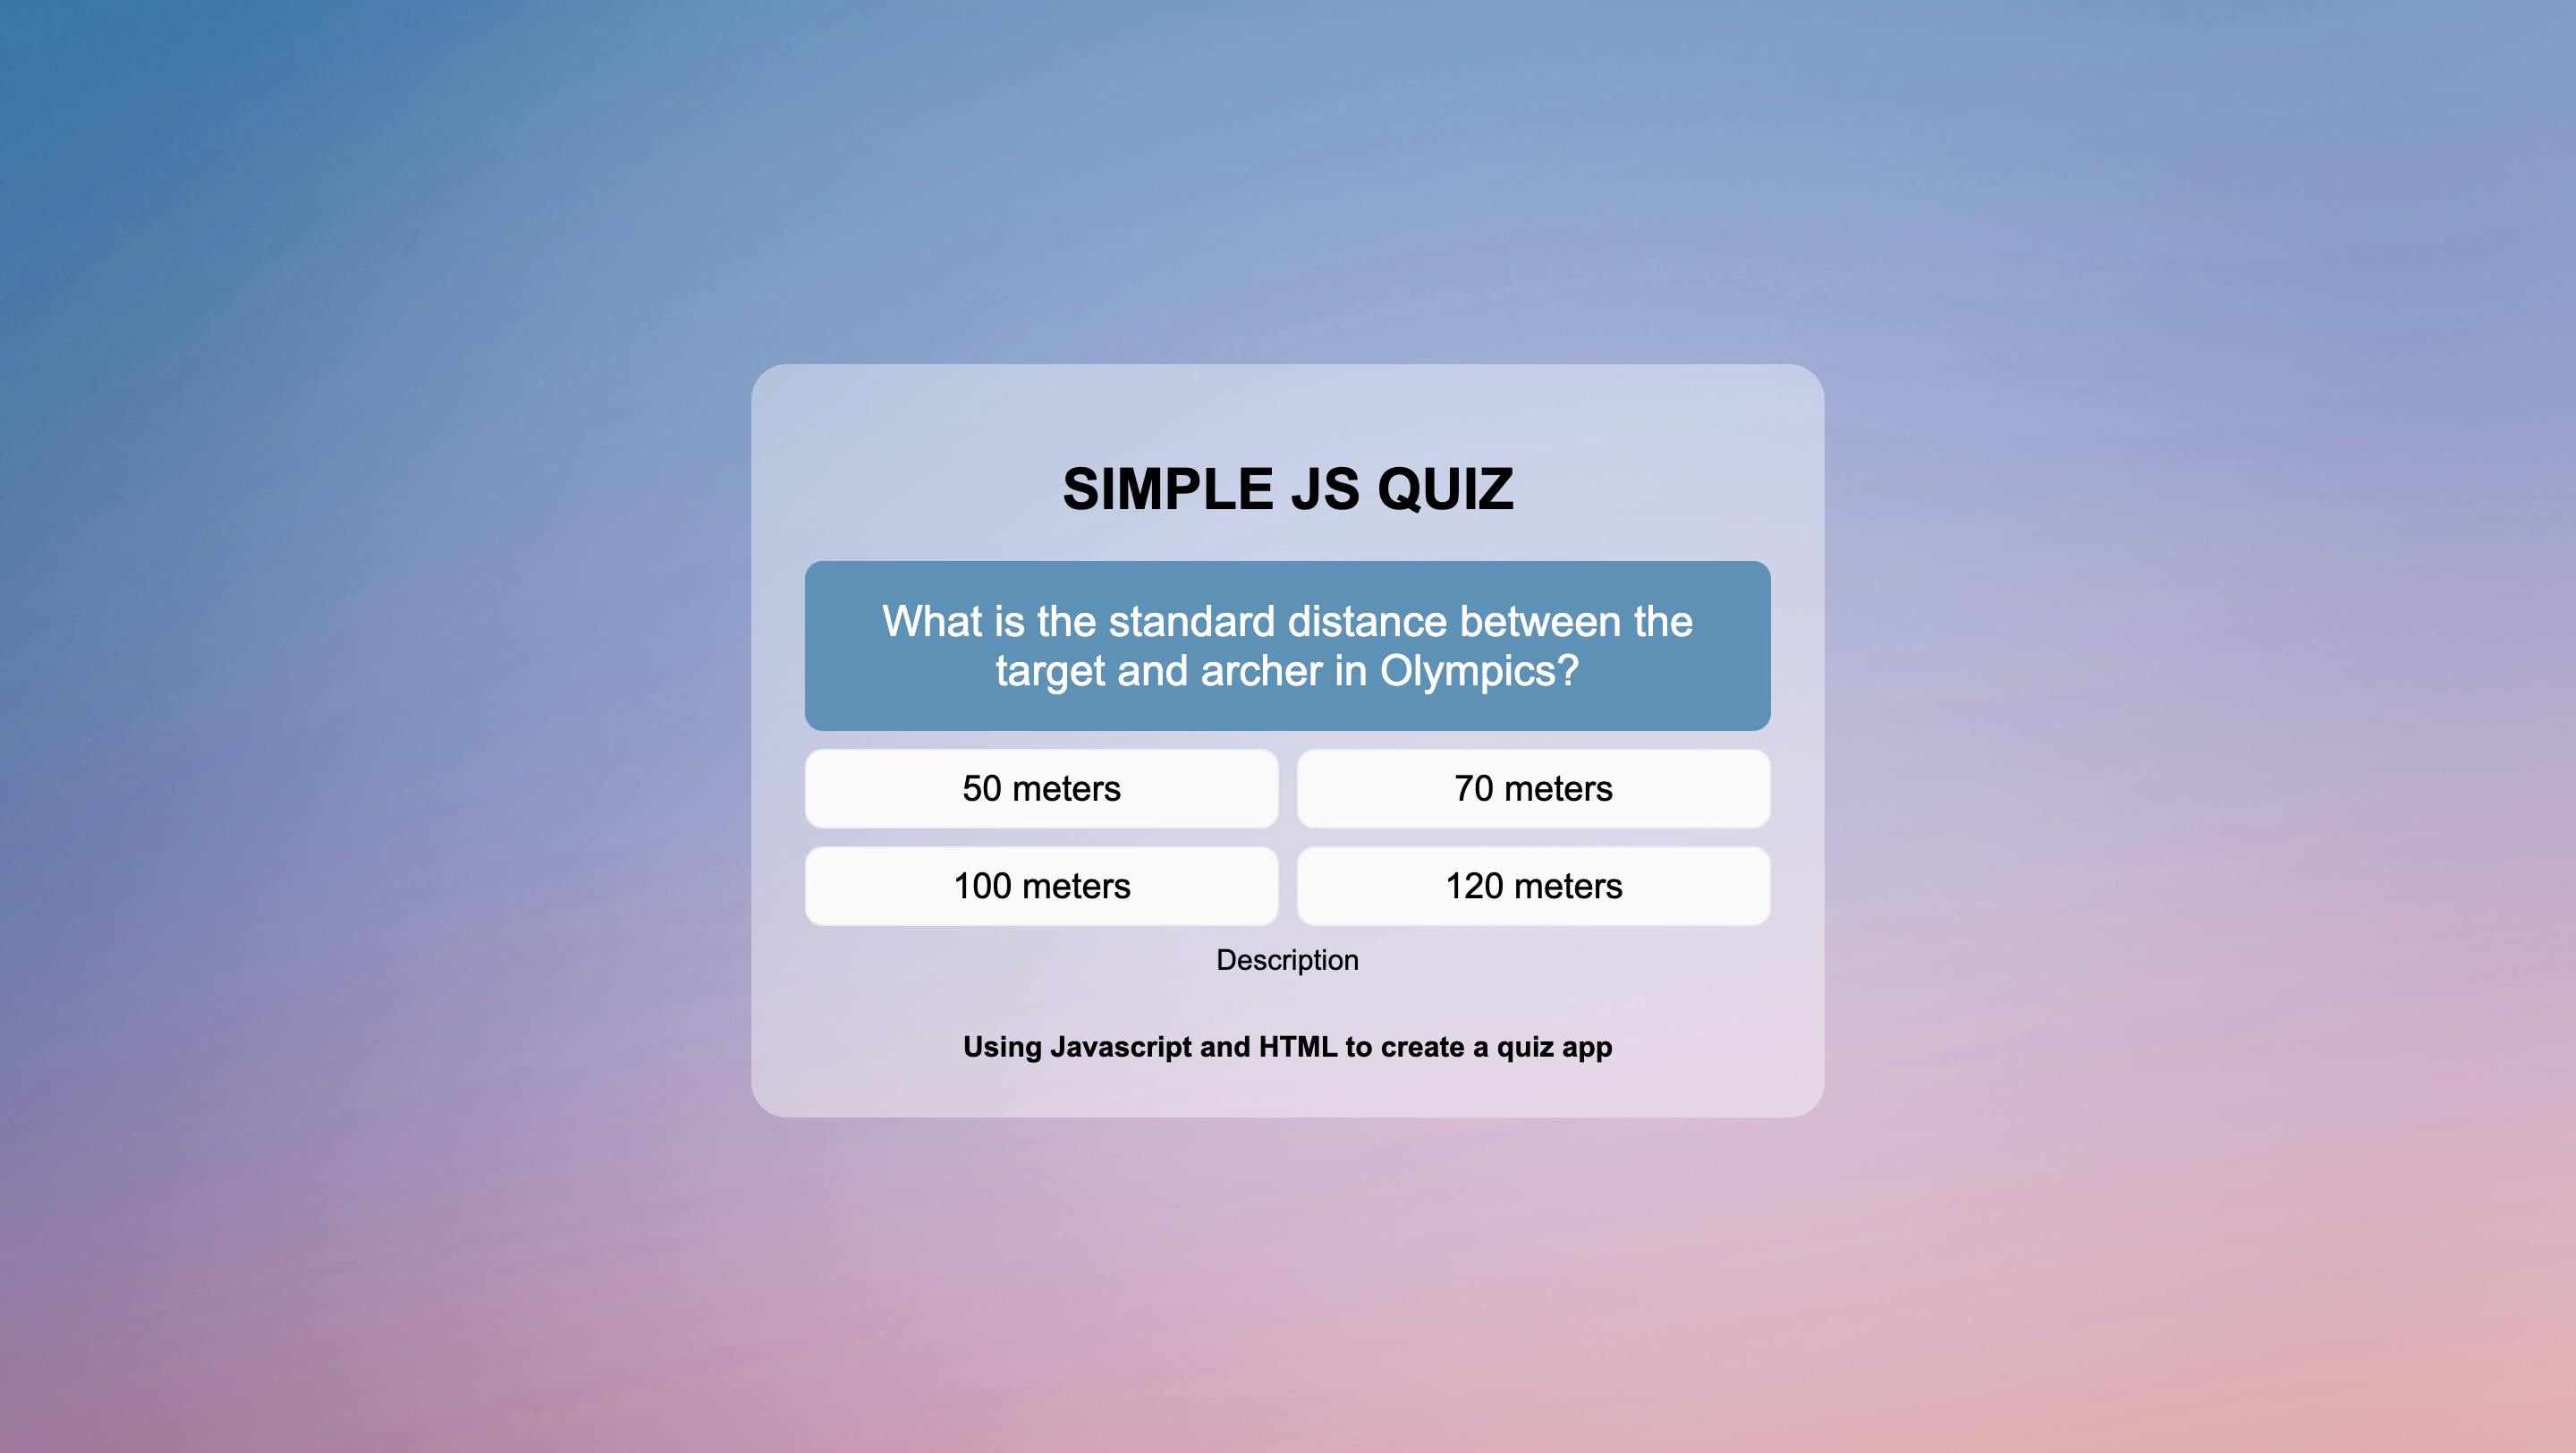 SIMPLE JS QUIZ
What is the standard distance between the
target and archer in Olympics?
50 meters
70 meters
100 meters
120 meters
Description
Using Javascript and HTML to create a quiz app